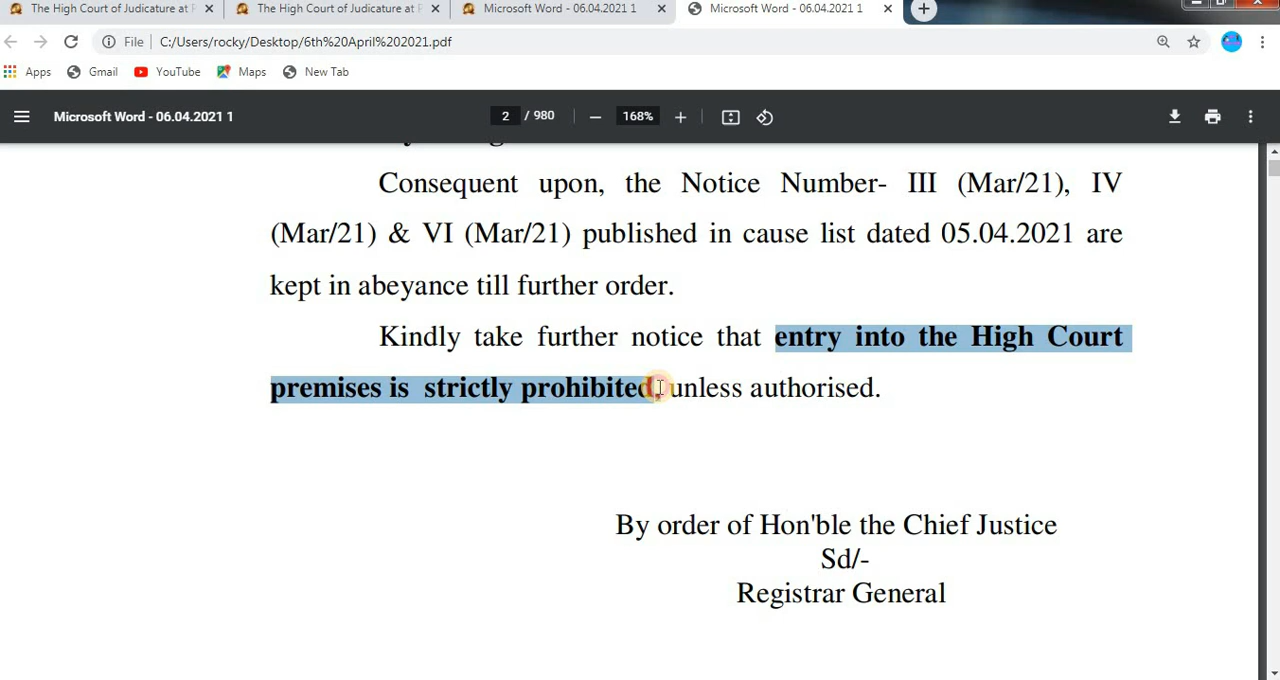 The High Court of Judicature at P
The High Court of Judicature at P
Microsoft Word - 06.04.2021 1
Microsoft Word - 06.04.2021 1
File | C:/Users/rocky/Desktop/6th%20April%202021.pdf
Apps Gmail YouTube Maps New Tab
Microsoft Word - 06.04.2021 1
2 / 980
168%
Consequent upon, the Notice Number- III (Mar/21), IV
(Mar/21) & VI (Mar/21) published in cause list dated 05.04.2021 are
kept in abeyance till further order.
Kindly take further notice that entry into the High Court
premises is strictly prohibited, unless authorised.
By order of Hon'ble the Chief Justice
Sd/-
Registrar General